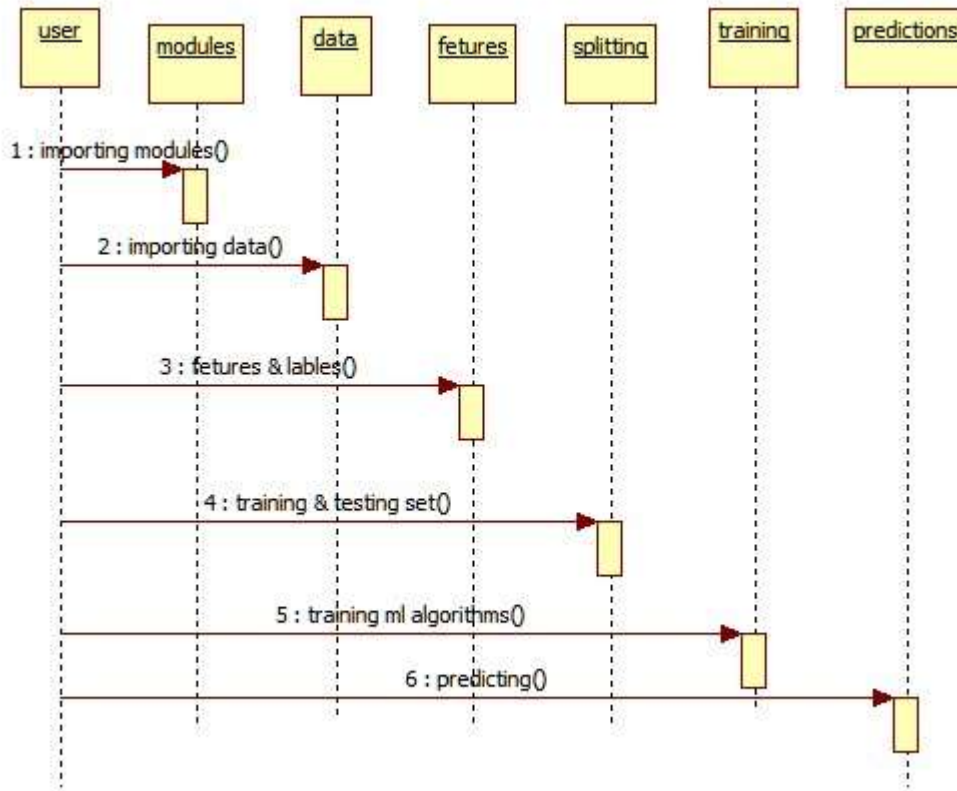 user
modules
data
fetures
splitting
training
predictions
1 : importing modules()
2 : importing data()
3 : fetures & lables()
4 : training & testing set()
5 : training ml algorithms()
6 : predicting()